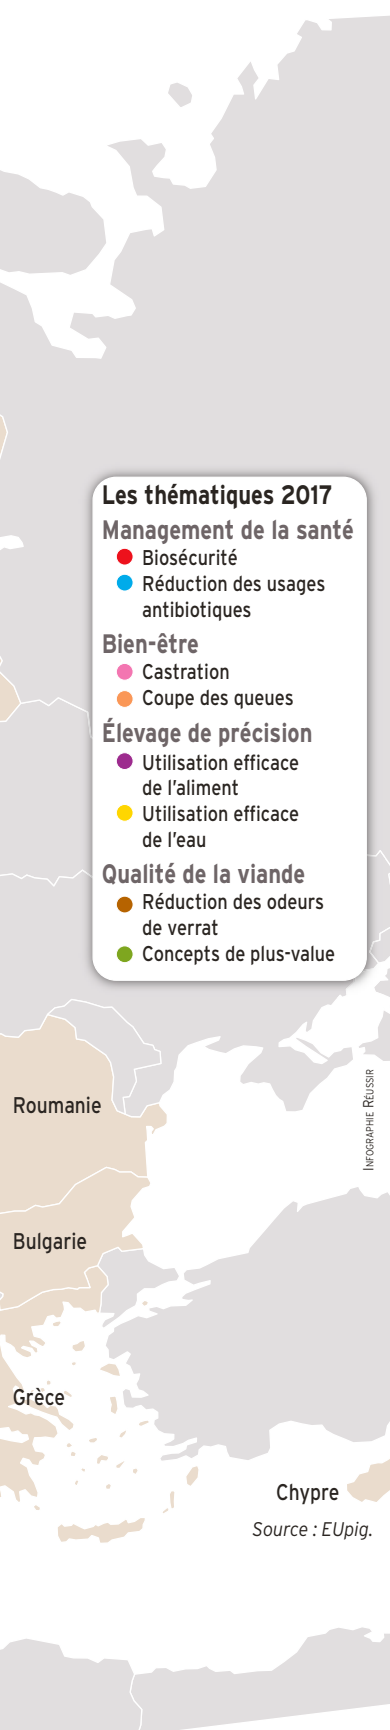 Les thématiques 2017
Management de la santé
Biosécurité
Réduction des usages
antibiotiques
Bien-être
Castration
Coupe des queues
Élevage de précision
Utilisation efficace
de l'aliment
Utilisation efficace
de l'eau
Qualité de la viande
Réduction des odeurs
de verrat
Concepts de plus-value
Infographie Réussir
Roumanie
Bulgarie
Grèce
Chypre
Source : EUpig.